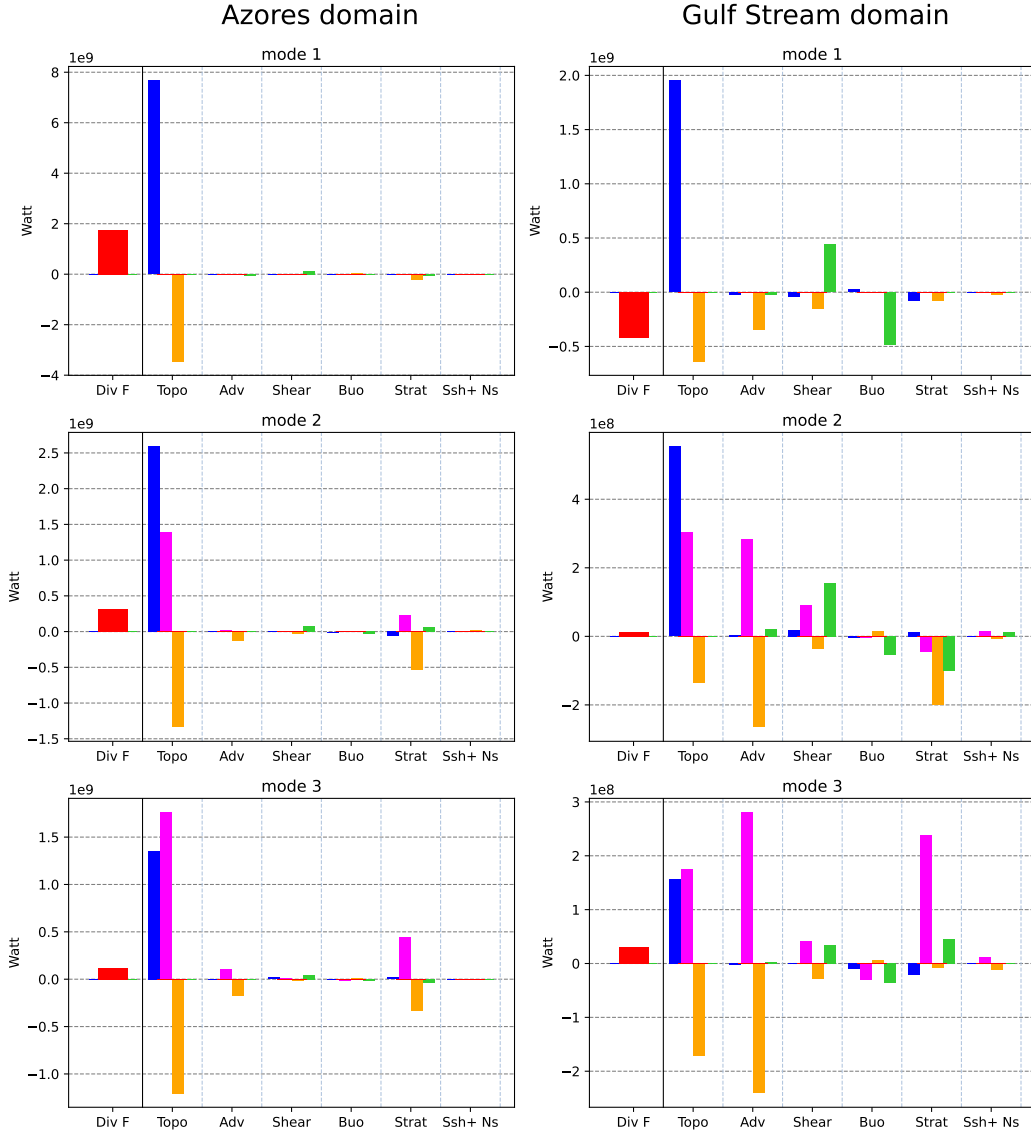 Azores domain
Gulf Stream domain
mode 1
1e9
8
6
4
2
0
−2
−4
Watt
Div F Topo Adv Shear Buo Strat Ssh+ Ns
mode 1
1e9
2.0
1.5
1.0
0.5
0.0
−0.5
Watt
Div F Topo Adv Shear Buo Strat Ssh+ Ns
mode 2
1e9
2.5
2.0
1.5
1.0
0.5
0.0
−0.5
−1.0
−1.5
Watt
Div F Topo Adv Shear Buo Strat Ssh+ Ns
mode 2
1e8
4
2
0
−2
Watt
Div F Topo Adv Shear Buo Strat Ssh+ Ns
mode 3
1e9
1.5
1.0
0.5
0.0
−0.5
−1.0
Watt
Div F Topo Adv Shear Buo Strat Ssh+ Ns
mode 3
1e8
3
2
1
0
−1
−2
Watt
Div F Topo Adv Shear Buo Strat Ssh+ Ns